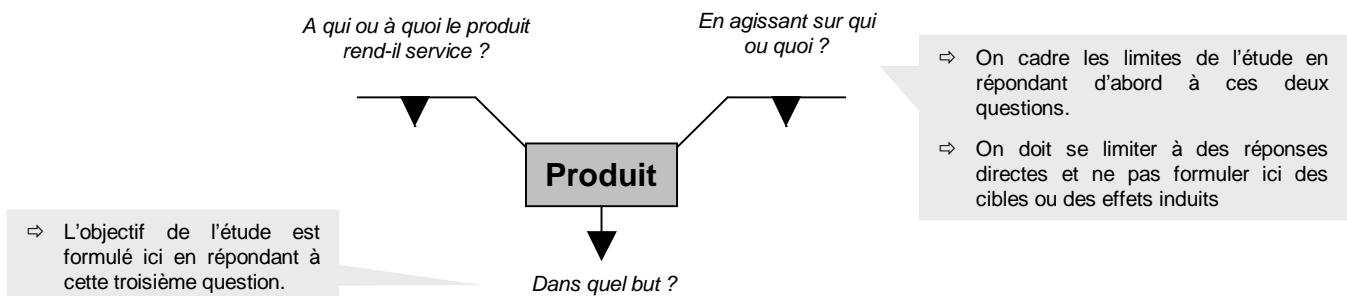 A qui ou à quoi le produit
rend-il service ?
En agissant sur qui
ou quoi ?
⇨ On cadre les limites de l'étude en
répondant d'abord à ces deux
questions.
⇨ On doit se limiter à des réponses
directes et ne pas formuler ici des
cibles ou des effets induits
Produit
⇨ L'objectif de l'étude est
formulé ici en répondant à
cette troisième question.
Dans quel but ?